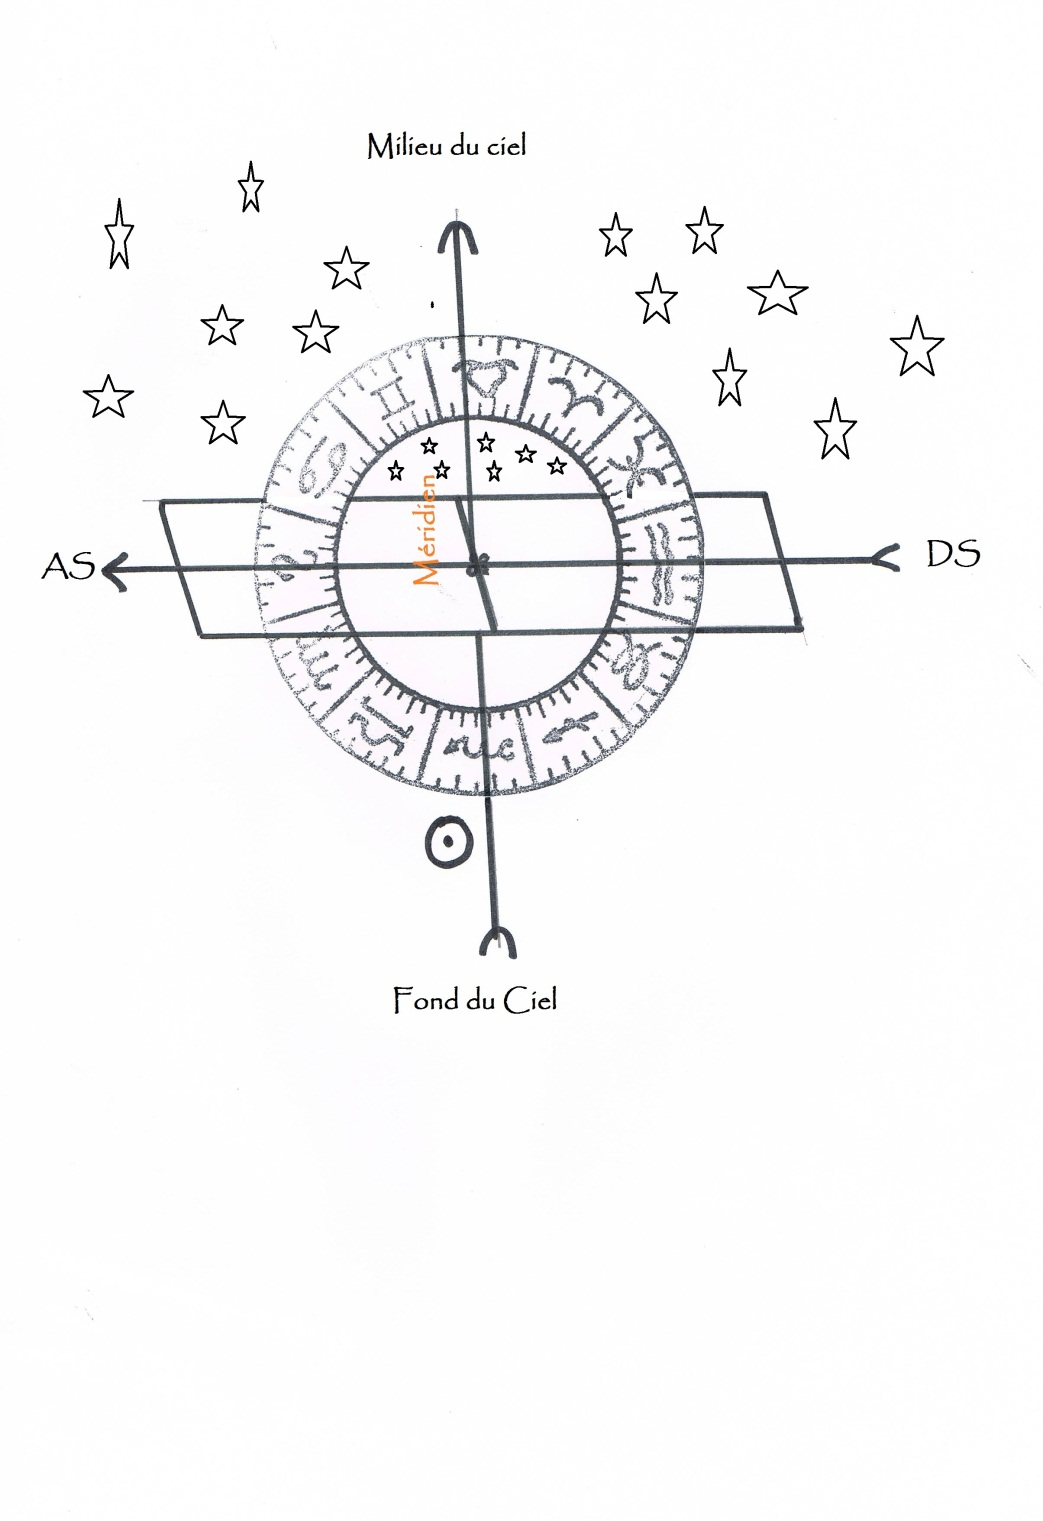 Milieu du ciel
Méridien
AS
DS
Fond du Ciel